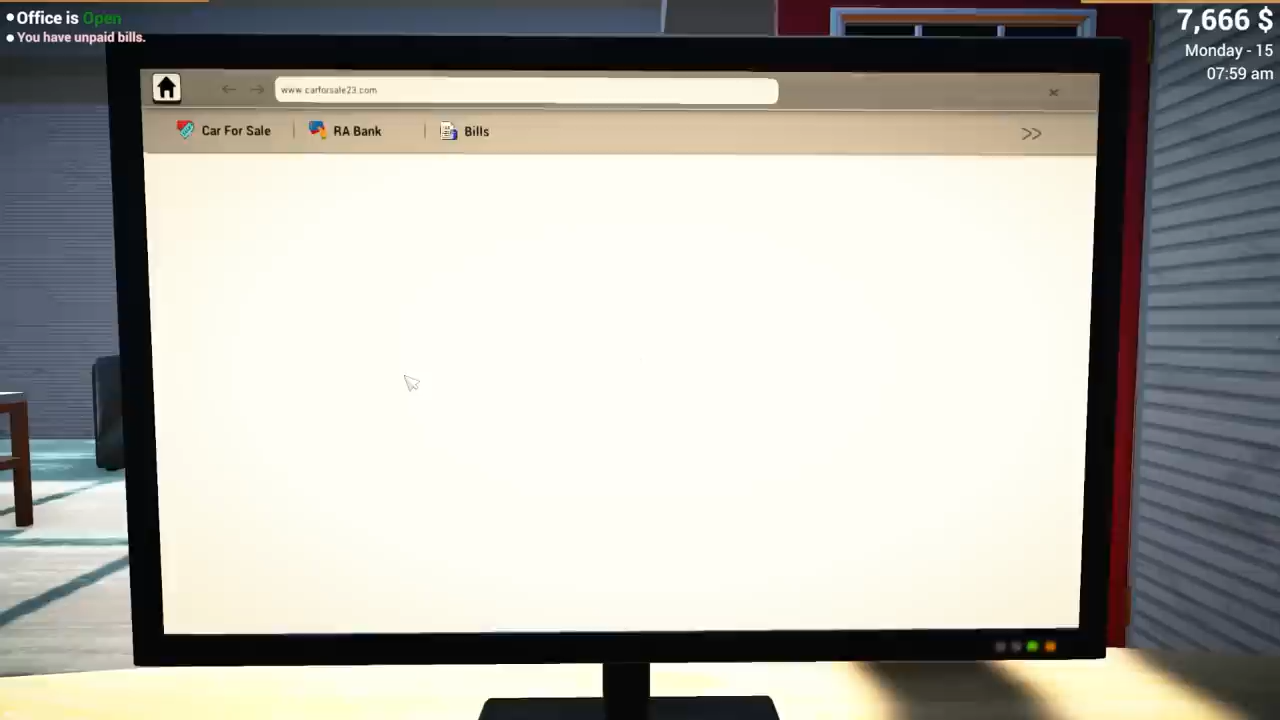 Office is Open
You have unpaid bills.
7,666 $
Monday - 15
07:59 am
www.carforsale23.com
Car For Sale
RA Bank
Bills
>>